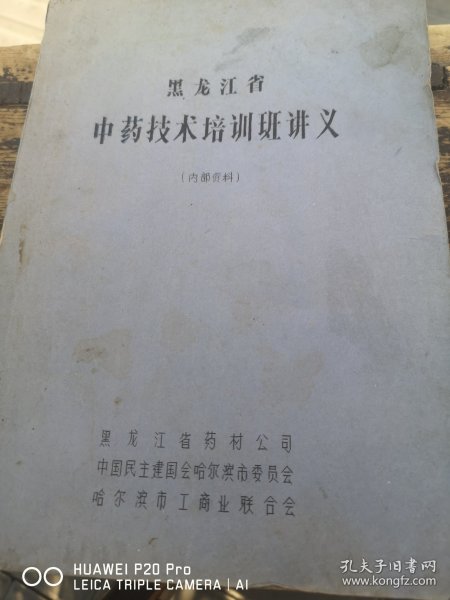 黑龙江省
中药技术培训班讲义
(内部资料)
黑龙江省药材公司
中国民主建国会哈尔滨市委员会
哈尔滨市工商业联合会
HUAWEI P20 Pro
LEICA TRIPLE CAMERA | AI
孔夫子旧书网
www.kongfz.com